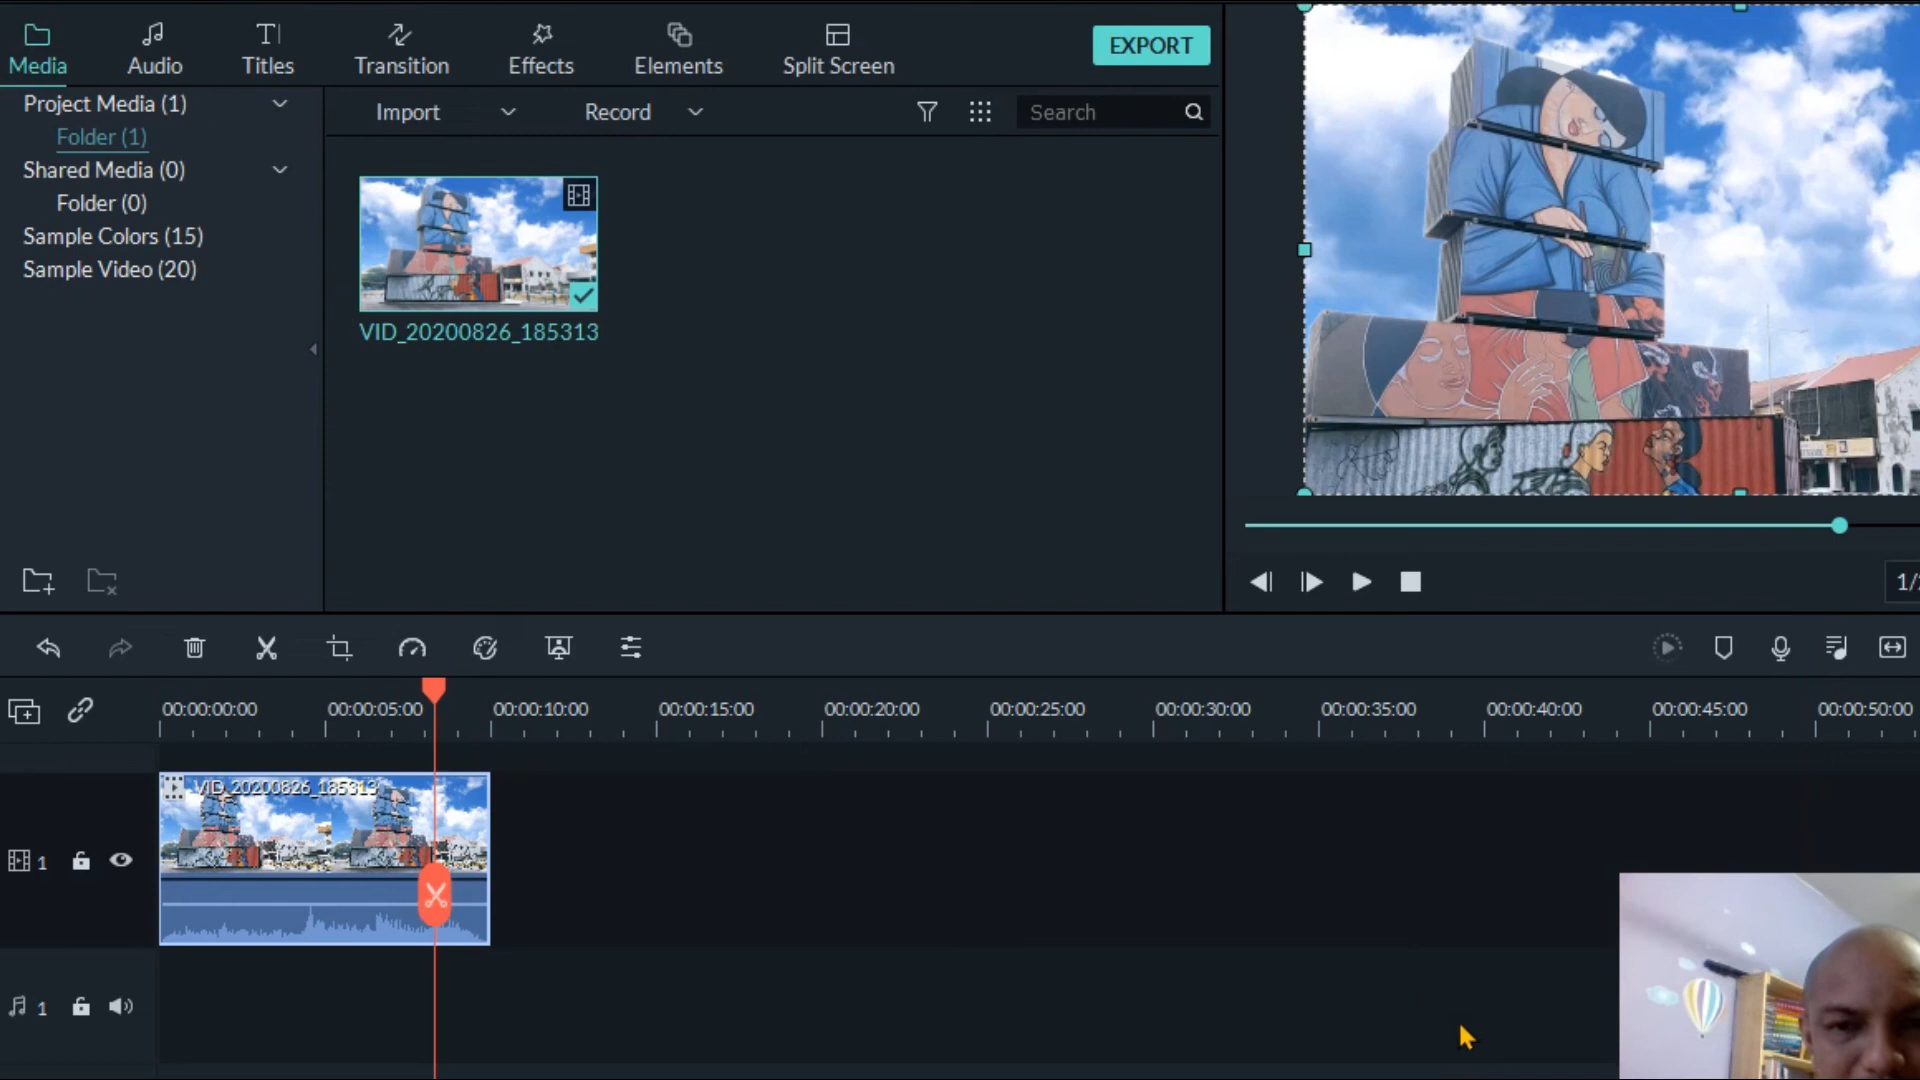 Media
Audio
Titles
Transition
Effects
Elements
Split Screen
EXPORT
Project Media (1)
Folder (1)
Shared Media (0)
Folder (0)
Sample Colors (15)
Sample Video (20)
Import
Record
Search
VID_20200826_185313
1/
00:00:00:00
00:00:05:00
00:00:10:00
00:00:15:00
00:00:20:00
00:00:25:00
00:00:30:00
00:00:35:00
00:00:40:00
00:00:45:00
00:00:50:00
VID_20200826_185313
1
1